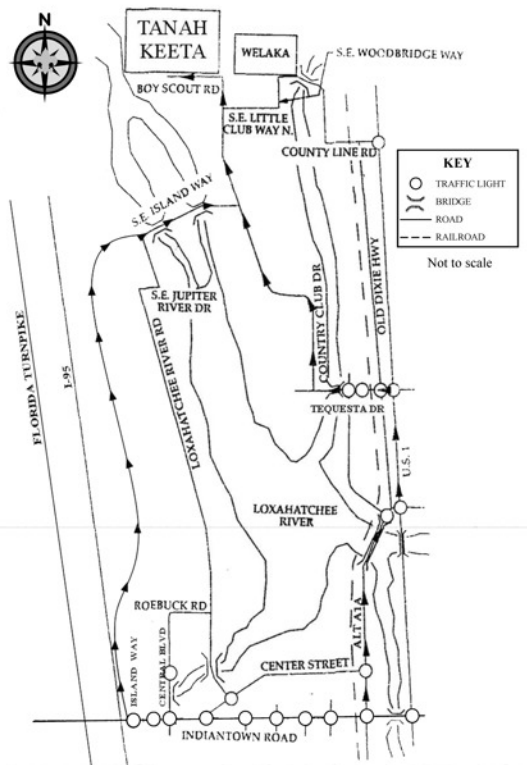 N
TANAH
KEETA
WELAKA
S.E. WOODBRIDGE WAY
BOY SCOUT RD
S.E. LITTLE
CLUB WAY N.
COUNTY LINE RD
KEY
TRAFFIC LIGHT
BRIDGE
ROAD
RAILROAD
Not to scale
S.E. ISLAND WAY
S.E. JUPITER
RIVER DR
COUNTRY CLUB DR
OLD DIXIE HWY
FLORIDA TURNPIKE
I-95
LOXAHATCHEE RIVER RD
TEQUESTA DR
U.S. 1
LOXAHATCHEE
RIVER
ROEBUCK RD
ISLAND WAY
CENTRAL BLVD
CENTER STREET
ALT A1A
INDIANTOWN ROAD